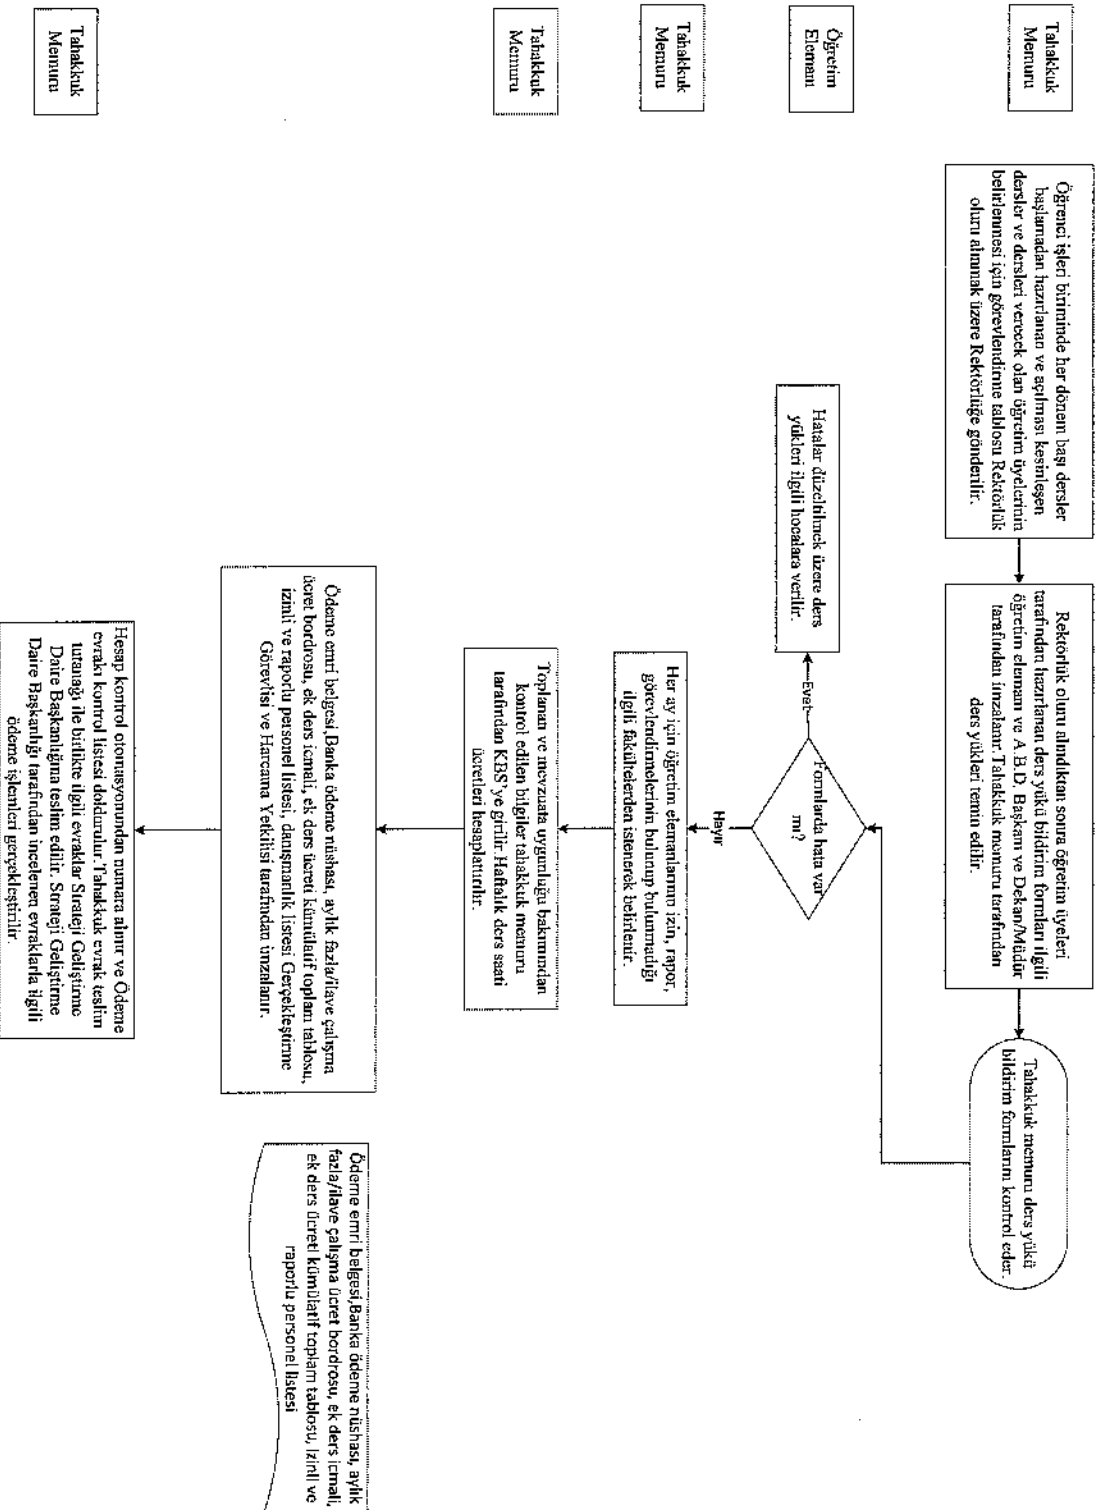 Tahakkuk
Memuru
Öğrenci işleri biriminde her dönem başı dersler
başlamadan hazırlanan ve açılması kesinleşen
dersler ve dersleri verecek olan öğretim üyelerinin
belirlenmesi için görevlendirme tablosu Rektörlük
oluru alınmak üzere Rektörlüğe gönderilir.
Rektörlük oluru alındıktan sonra öğretim üyeleri
tarafından hazırlanan ders yükü bildirim formları ilgili
öğretim elemanı ve A.B.D. Başkanı ve Dekan/Müdür
tarafından imzalanır.Tahakkuk memuru tarafından
ders yükleri temin edilir.
Tahakkuk memuru ders yükü
bildirim formlarını kontrol eder.
Öğretim
Elemanı
Hatalar düzeltilmek üzere ders
yükleri ilgili hocalara verilir.
Evet
Formlarda hata var
mı?
Hayır
Tahakkuk
Memuru
Her ay için öğretim elemanlarının izin, rapor,
görevlendirmelerinin bulunup bulunmadığı
ilgili fakültelerden istenerek belirlenir.
Tahakkuk
Memuru
Toplanan ve mevzuata uygunluğu bakımından
kontrol edilen bilgiler tahakkuk memuru
tarafından KBS'ye girilir. Haftalık ders saati
ücretleri hesaplattırılır.
Ödeme emri belgesi,Banka ödeme nüshası, aylık fazla/ilave çalışma
ücret bordrosu, ek ders icmali, ek ders ücreti kümülatif toplam tablosu,
izinli ve raporlu personel listesi, danışmanlık listesi Gerçekleştirme
Görevlisi ve Harcama Yetkilisi tarafından imzalanır.
Ödeme emri belgesi,Banka ödeme nüshası, aylık
fazla/ilave çalışma ücret bordrosu, ek ders icmali,
ek ders ücreti kümülatif toplam tablosu, izinli ve
raporlu personel listesi
Tahakkuk
Memuru
Hesap kontrol otomasyonundan numara alınır ve Ödeme
evrakı kontrol listesi doldurulur.Tahakkuk evrak teslim
tutanağı ile birlikte ilgili evraklar Strateji Geliştirme
Daire Başkanlığına teslim edilir. Strateji Geliştirme
Daire Başkanlığı tarafından incelenen evraklarla ilgili
ödeme işlemleri gerçekleştirilir.